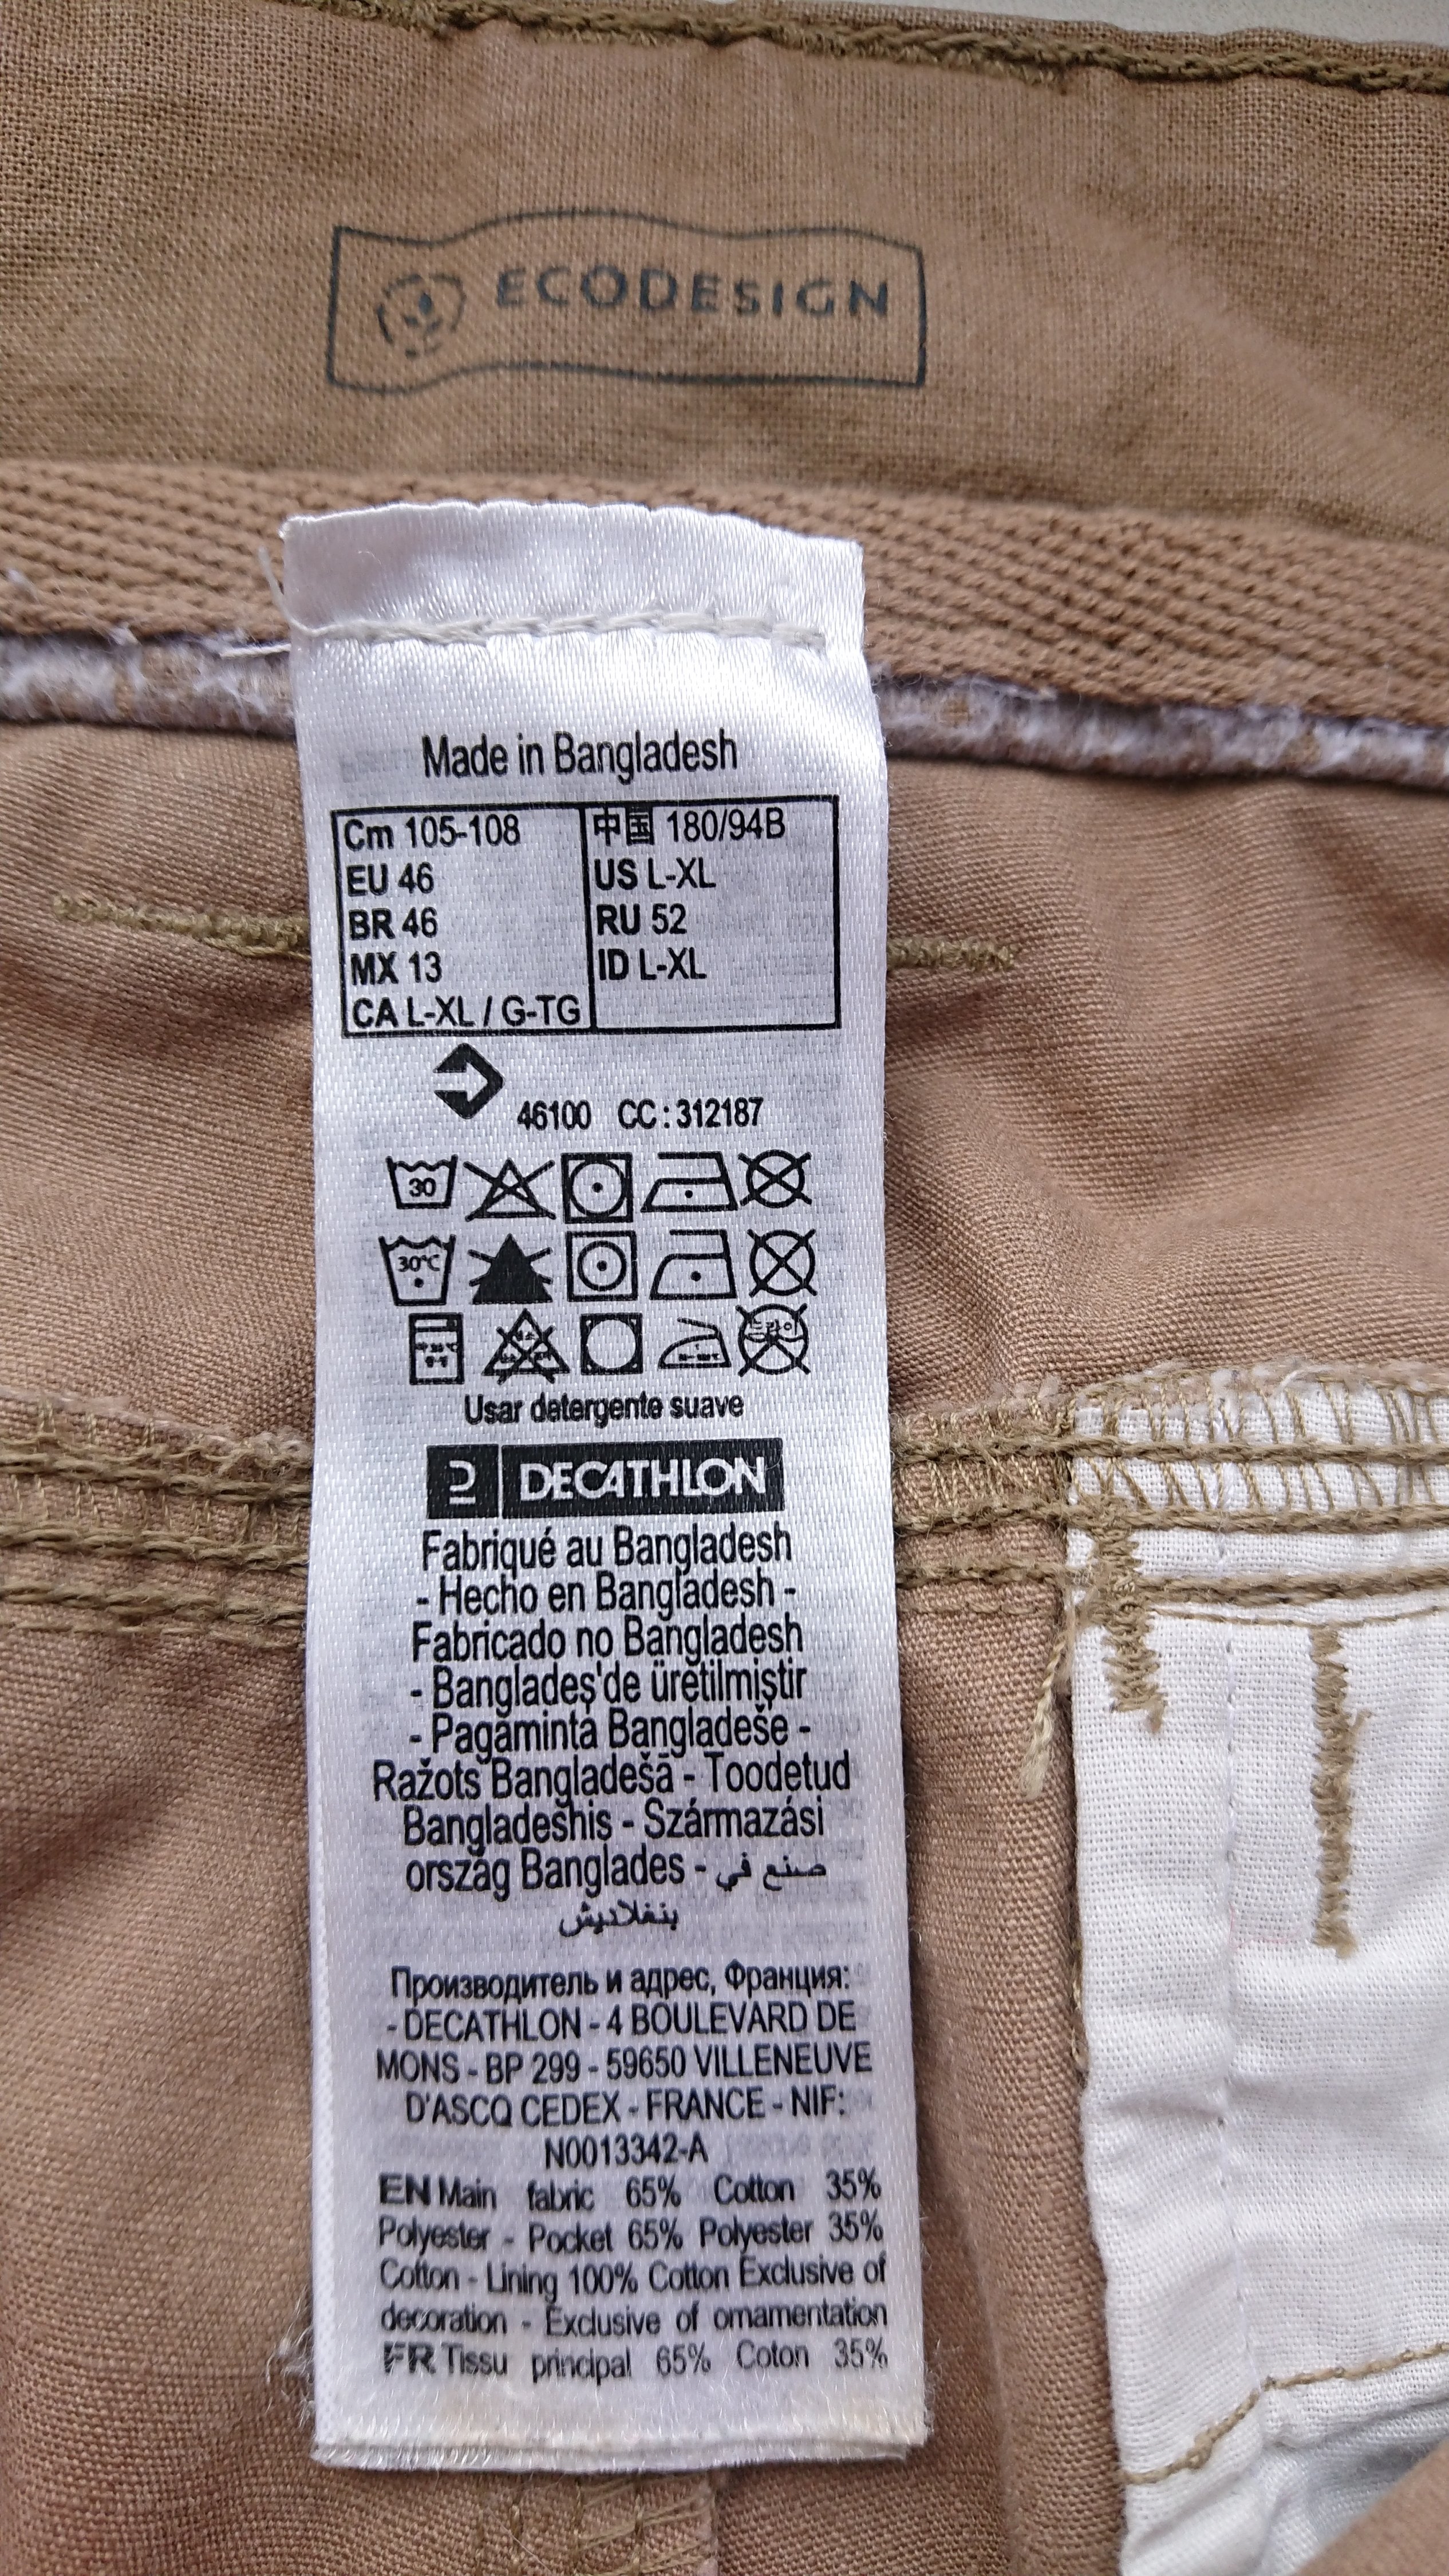 ECODESIGN
Made in Bangladesh
Cm 105-108
EU 46
BR 46
MX 13
CA L-XL / G-TG
中国 180/94B
US L-XL
RU 52
ID L-XL
46100 CC : 312187
30
30°C
드라이
Usar detergente suave
DECATHLON
Fabriqué au Bangladesh
- Hecho en Bangladesh -
Fabricado no Bangladesh
- Bangladeş'de üretilmiştir
- Pagaminta Bangladeše -
Ražots Bangladešā - Toodetud
Bangladeshis - Származási
ország Banglades - صنع في
بنغلاديش
Производитель и адрес, Франция:
- DECATHLON - 4 BOULEVARD DE
MONS - BP 299 - 59650 VILLENEUVE
D'ASCQ CEDEX - FRANCE - NIF:
N0013342-A
EN Main fabric 65% Cotton 35%
Polyester - Pocket 65% Polyester 35%
Cotton - Lining 100% Cotton Exclusive of
decoration - Exclusive of ornamentation
FR Tissu principal 65% Coton 35%